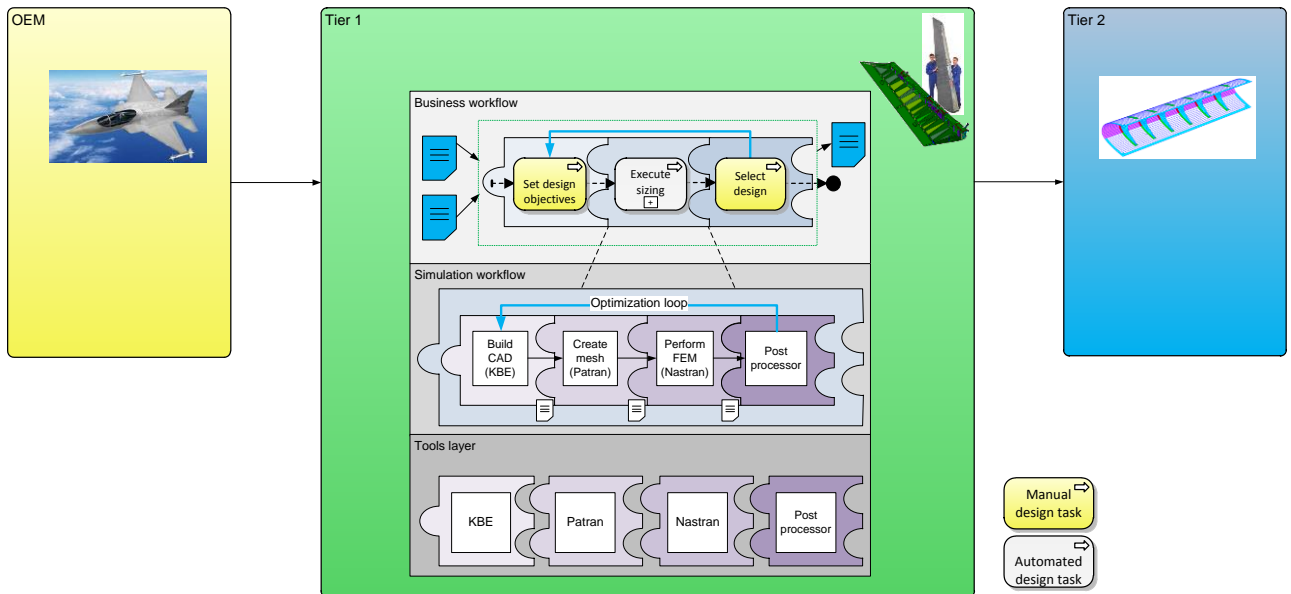 OEM
Tier 1
Tier 2
Business workflow
Set design
objectives
Execute
sizing
+
Select
design
Simulation workflow
Optimization loop
Build
CAD
(KBE)
Create
mesh
(Patran)
Perform
FEM
(Nastran)
Post
processor
Tools layer
KBE
Patran
Nastran
Post
processor
Manual
design task
Automated
design task